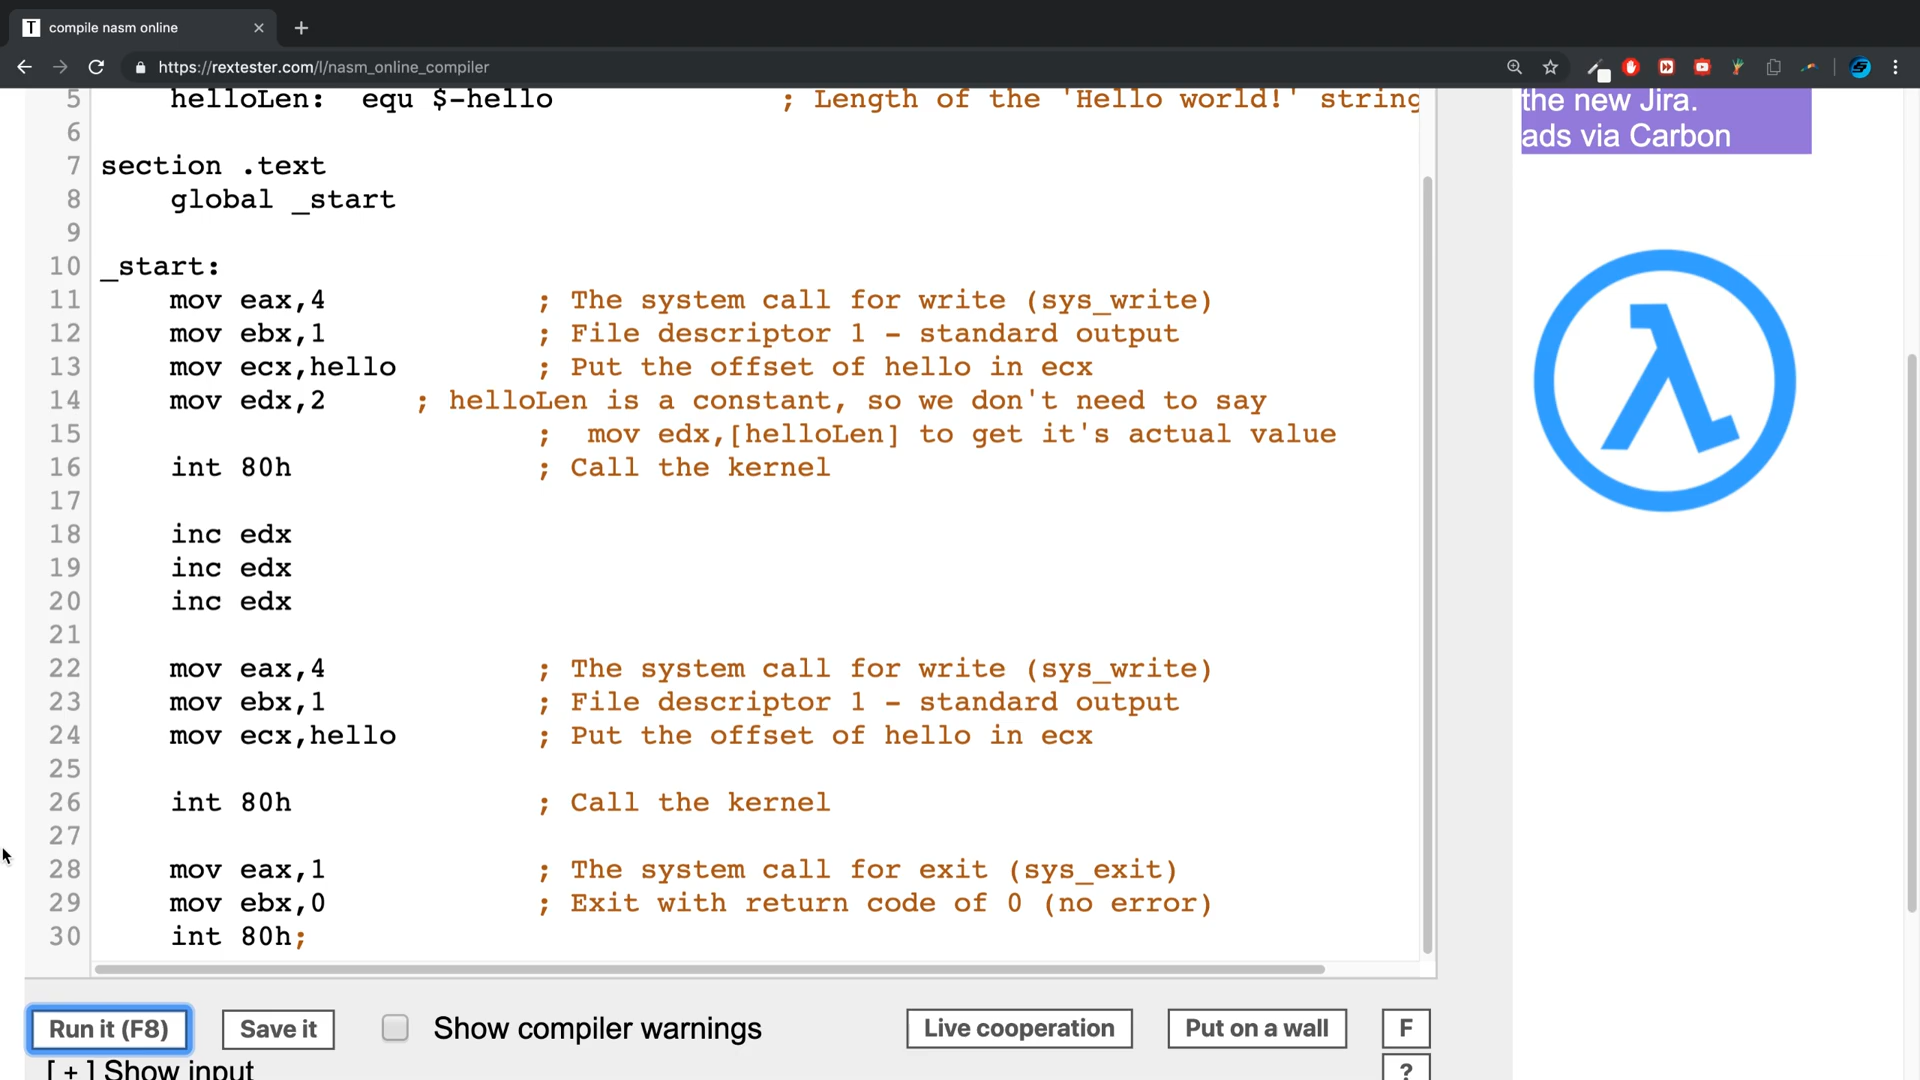 compile nasm online
https://rextester.com/l/nasm_online_compiler
5 helloLen: equ $-hello ; Length of the 'Hello world!' string
6
7 section .text
8 global _start
9
10 _start:
11 mov eax,4 ; The system call for write (sys_write)
12 mov ebx,1 ; File descriptor 1 - standard output
13 mov ecx,hello ; Put the offset of hello in ecx
14 mov edx,2 ; helloLen is a constant, so we don't need to say
15 ; mov edx,[helloLen] to get it's actual value
16 int 80h ; Call the kernel
17
18 inc edx
19 inc edx
20 inc edx
21
22 mov eax,4 ; The system call for write (sys_write)
23 mov ebx,1 ; File descriptor 1 - standard output
24 mov ecx,hello ; Put the offset of hello in ecx
25
26 int 80h ; Call the kernel
27
28 mov eax,1 ; The system call for exit (sys_exit)
29 mov ebx,0 ; Exit with return code of 0 (no error)
30 int 80h;
the new Jira.
ads via Carbon
Run it (F8) Save it Show compiler warnings Live cooperation Put on a wall F
[ + ] Show input ?